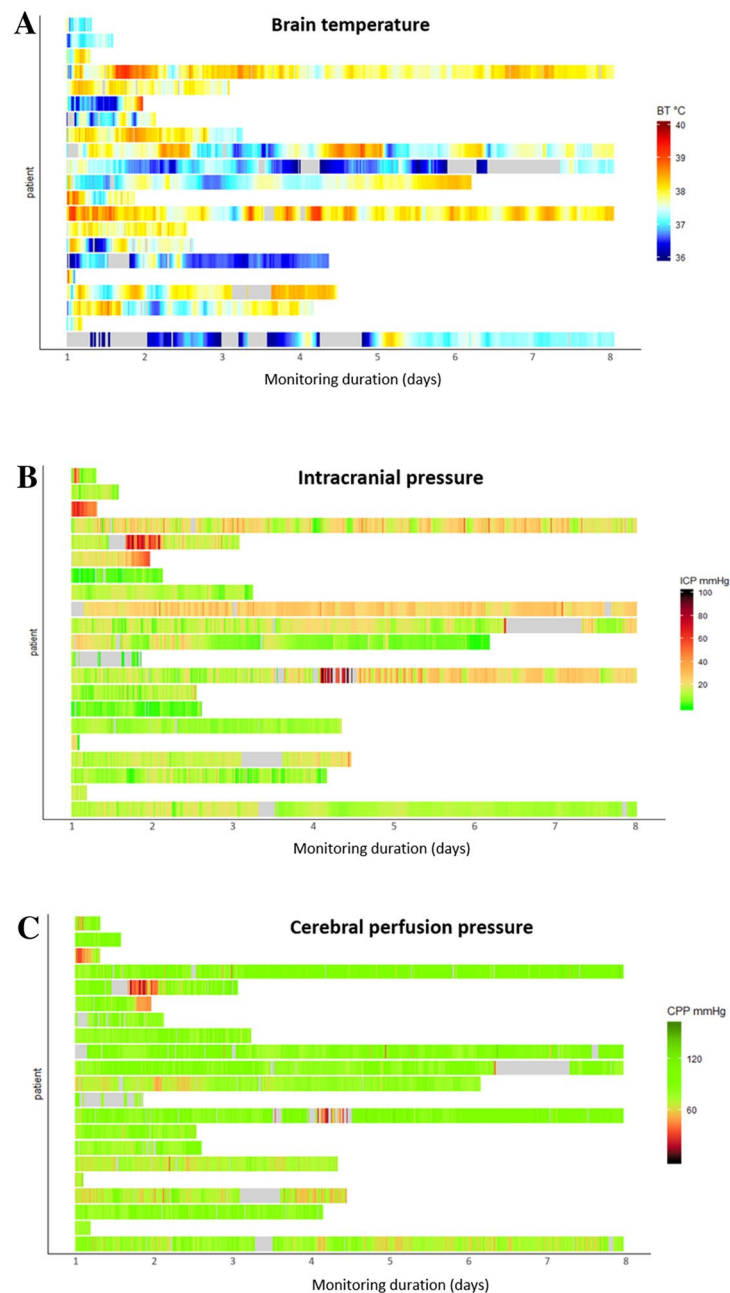 A
Brain temperature
BT °C
40
39
38
37
36
patient
1 2 3 4 5 6 7 8
Monitoring duration (days)
B
Intracranial pressure
ICP mmHg
100
80
60
40
20
patient
1 2 3 4 5 6 7 8
Monitoring duration (days)
C
Cerebral perfusion pressure
CPP mmHg
120
60
patient
1 2 3 4 5 6 7 8
Monitoring duration (days)